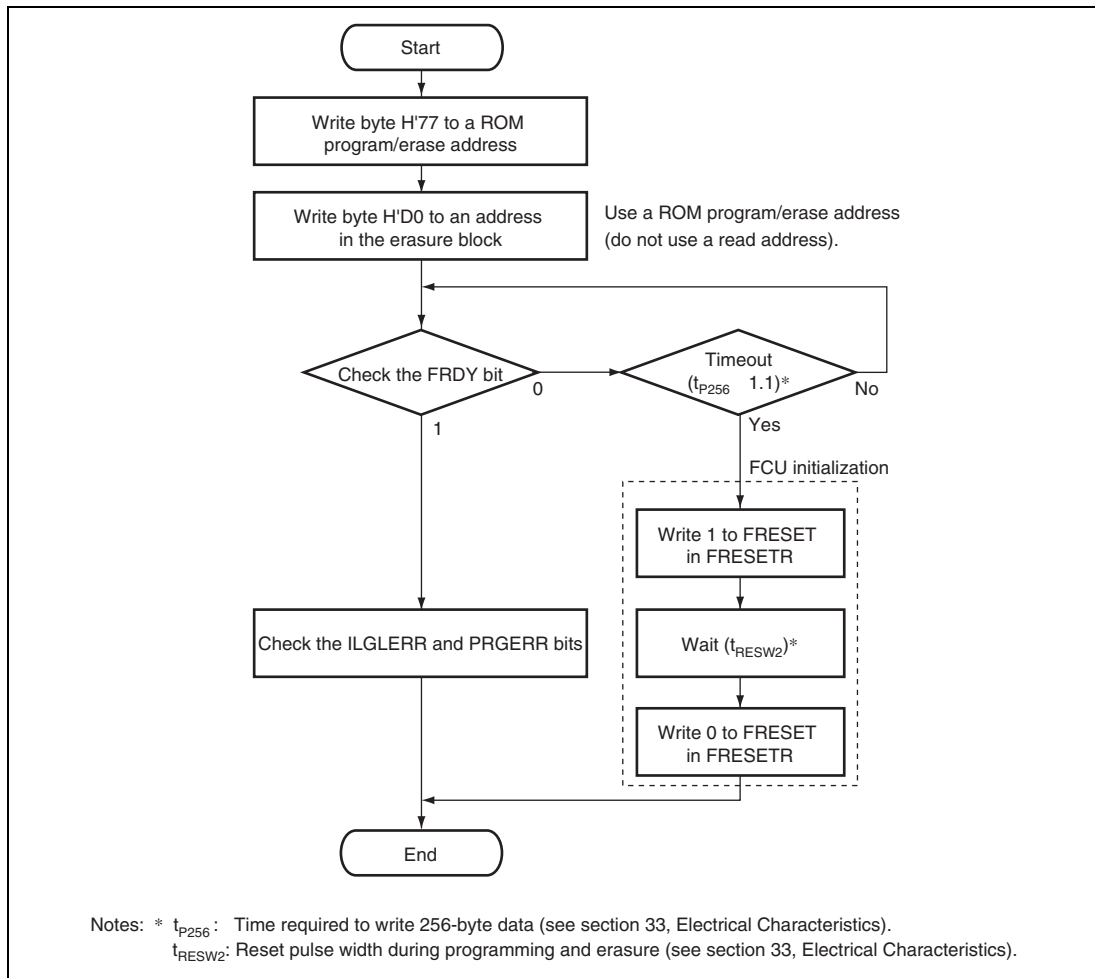 Start
Write byte H'77 to a ROM
program/erase address
Write byte H'D0 to an address
in the erasure block
Use a ROM program/erase address
(do not use a read address).
Check the FRDY bit
0
1
Timeout
(tP256 1.1)*
No
Yes
FCU initialization
Write 1 to FRESET
in FRESETR
Wait (tRESW2)*
Write 0 to FRESET
in FRESETR
Check the ILGLERR and PRGERR bits
End
Notes: * tP256 : Time required to write 256-byte data (see section 33, Electrical Characteristics).
tRESW2: Reset pulse width during programming and erasure (see section 33, Electrical Characteristics).